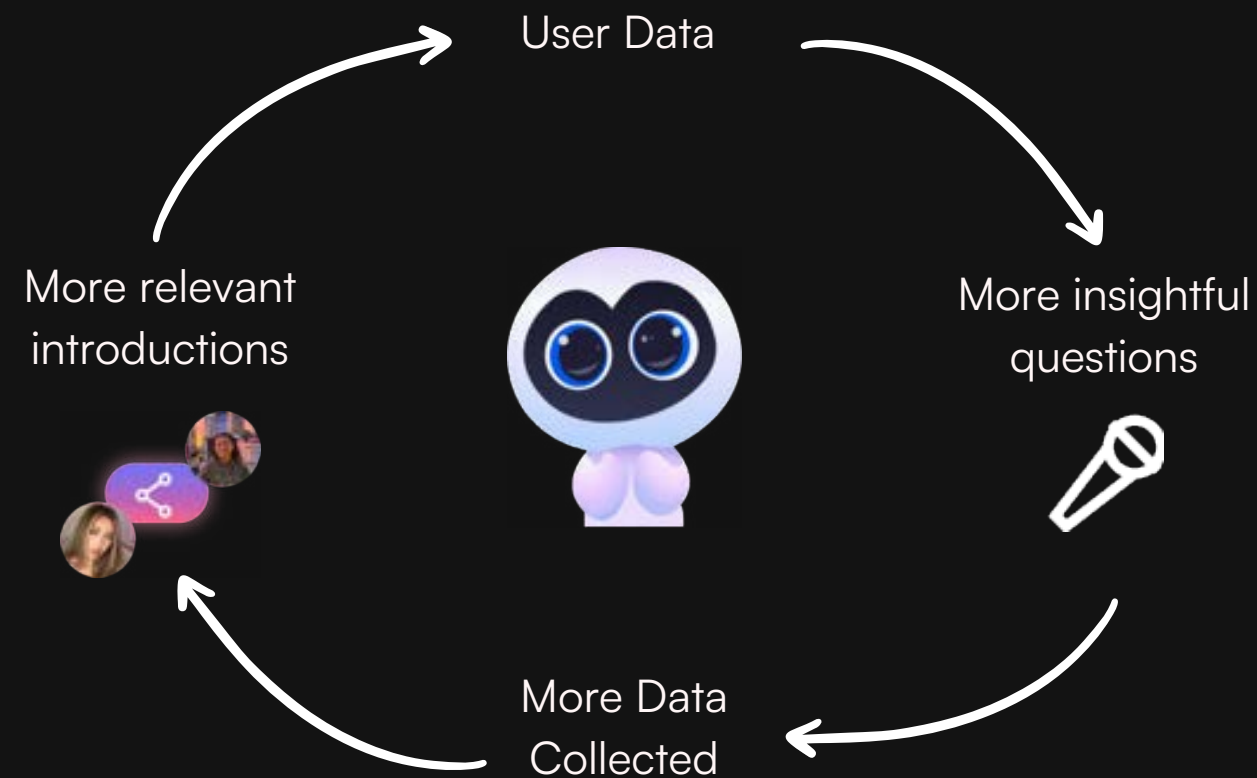 User Data
More insightful
questions
More Data
Collected
More relevant
introductions